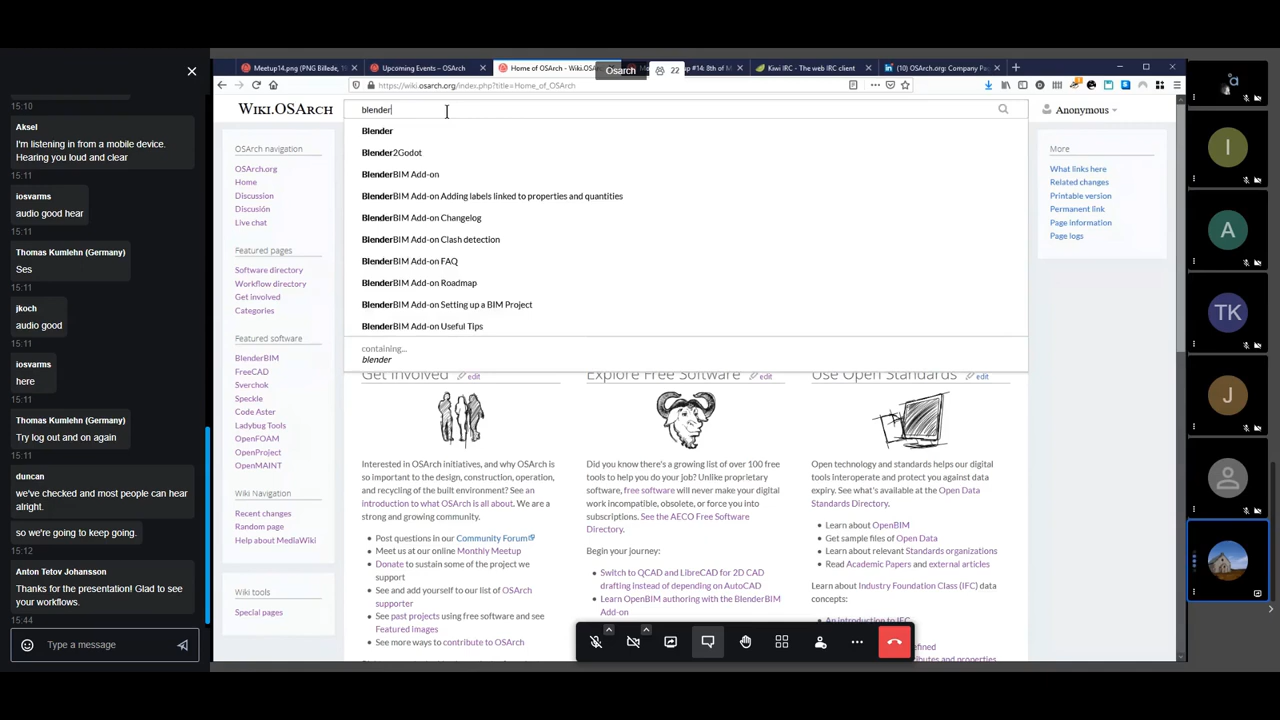 15:10
Aksel
I'm listening in from a mobile device.
Hearing you loud and clear
15:11
iosvarms
audio good hear
15:11
Thomas Kumlehn (Germany)
Ses
15:11
jkoch
audio good
15:11
iosvarms
here
15:11
Thomas Kumlehn (Germany)
Try log out and on again
15:11
duncan
we've checked and most people can hear
alright.
so we're going to keep going.
15:12
Anton Tetov Johansson
Thanks for the presentation! Glad to see
your workflows.
15:44
Type a message
Meetup14.png (PNG Billede,
Upcoming Events – OSArch
Home of OSArch - Wiki.OSA
Osarch
22
p #14: 8th of M
Kiwi IRC - The web IRC client
(10) OSArch.org: Company Pa
https://wiki.osarch.org/index.php?title=Home_of_OSArch
Wiki.OSArch
blender
Anonymous
Blender
Blender2Godot
BlenderBIM Add-on
BlenderBIM Add-on Adding labels linked to properties and quantities
BlenderBIM Add-on Changelog
BlenderBIM Add-on Clash detection
BlenderBIM Add-on FAQ
BlenderBIM Add-on Roadmap
BlenderBIM Add-on Setting up a BIM Project
BlenderBIM Add-on Useful Tips
containing...
blender
OSArch navigation
OSArch.org
Home
Discussion
Discusión
Live chat
Featured pages
Software directory
Workflow directory
Get involved
Categories
Featured software
BlenderBIM
FreeCAD
Sverchok
Speckle
Code Aster
Ladybug Tools
OpenFOAM
OpenProject
OpenMAINT
Wiki Navigation
Recent changes
Random page
Help about MediaWiki
Wiki tools
Special pages
Get Involved edit
Interested in OSArch initiatives, and why OSArch is
so important to the design, construction, operation,
and recycling of the built environment? See an
introduction to what OSArch is all about. We are a
strong and growing community.
Post questions in our Community Forum
Meet us at our online Monthly Meetup
Donate to sustain some of the project we
support
See and add yourself to our list of OSArch
supporter
See past projects using free software and see
Featured images
See more ways to contribute to OSArch
Explore Free Software edit
Did you know there's a growing list of over 100 free
tools to help you do your job? Unlike proprietary
software, free software will never make your digital
work incompatible, obsolete, or force you into
subscriptions. See the AECO Free Software
Directory.
Begin your journey:
Switch to QCAD and LibreCAD for 2D CAD
drafting instead of depending on AutoCAD
Learn OpenBIM authoring with the BlenderBIM
Add-on
Use Open Standards edit
Open technology and standards helps our digital
tools interoperate and protect you against data
expiry. See what's available at the Open Data
Standards Directory.
Learn about OpenBIM
Get sample files of Open Data
Learn about relevant Standards organizations
Read Academic Papers and external articles
Learn about Industry Foundation Class (IFC) data
concepts:
An introduction to IFC
More
What links here
Related changes
Printable version
Permanent link
Page information
Page logs
a
I
A
TK
J